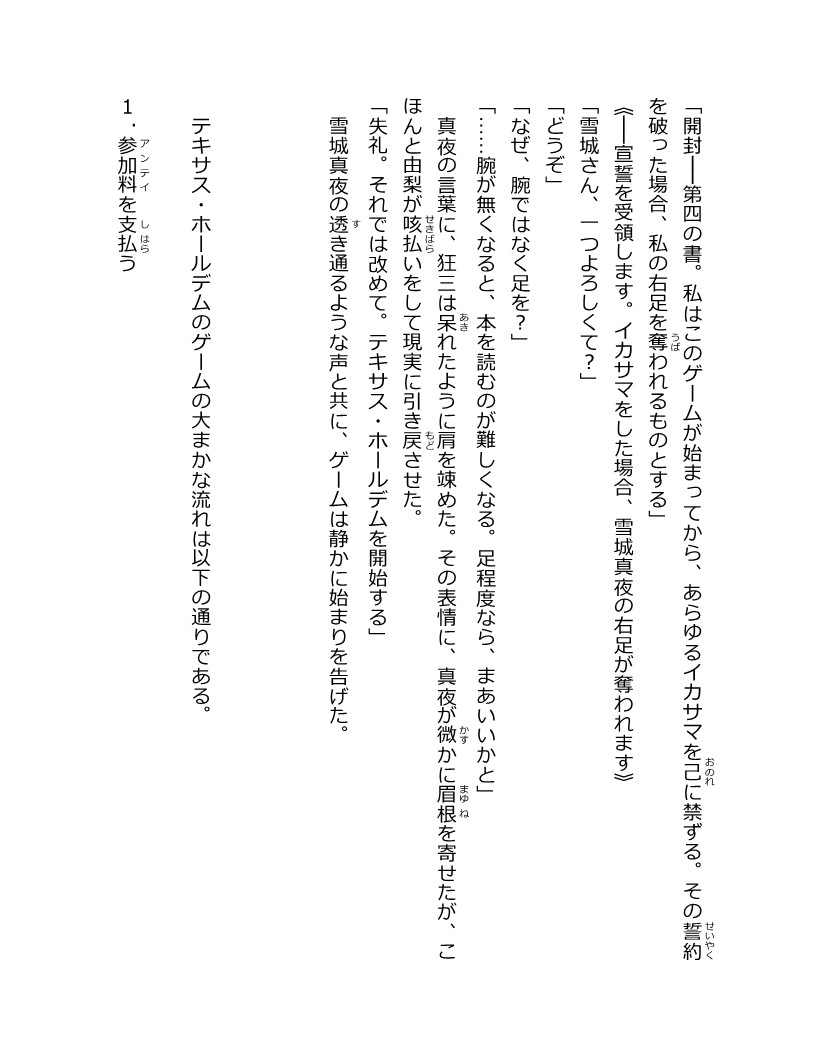 「開封――第四の書。私はこのゲームが始まってから、あらゆるイカサマを己に禁ずる。その誓約
を破った場合、私の右足を奪われるものとする」
《――宣誓を受領します。イカサマをした場合、雪城真夜の右足が奪われます》
「雪城さん、一つよろしくて？」
「どうぞ」
「なぜ、腕ではなく足を？」
「……腕が無くなると、本を読むのが難しくなる。足程度なら、まあいいかと」
　真夜の言葉に、狂三は呆れたように肩を竦めた。その表情に、真夜が微かに眉根を寄せたが、こ
ほんと由梨が咳払いをして現実に引き戻させた。
「失礼。それでは改めて。テキサス・ホールデムを開始する」
　雪城真夜の透き通るような声と共に、ゲームは静かに始まりを告げた。
　テキサス・ホールデムのゲームの大まかな流れは以下の通りである。
1・参加料を支払う